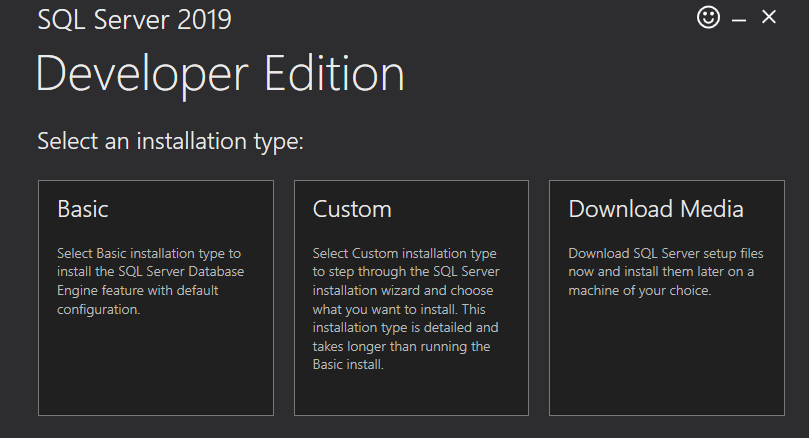 SQL Server 2019
Developer Edition
Select an installation type:
Basic
Select Basic installation type to
install the SQL Server Database
Engine feature with default
configuration.
Custom
Select Custom installation type
to step through the SQL Server
installation wizard and choose
what you want to install. This
installation type is detailed and
takes longer than running the
Basic install.
Download Media
Download SQL Server setup files
now and install them later on a
machine of your choice.